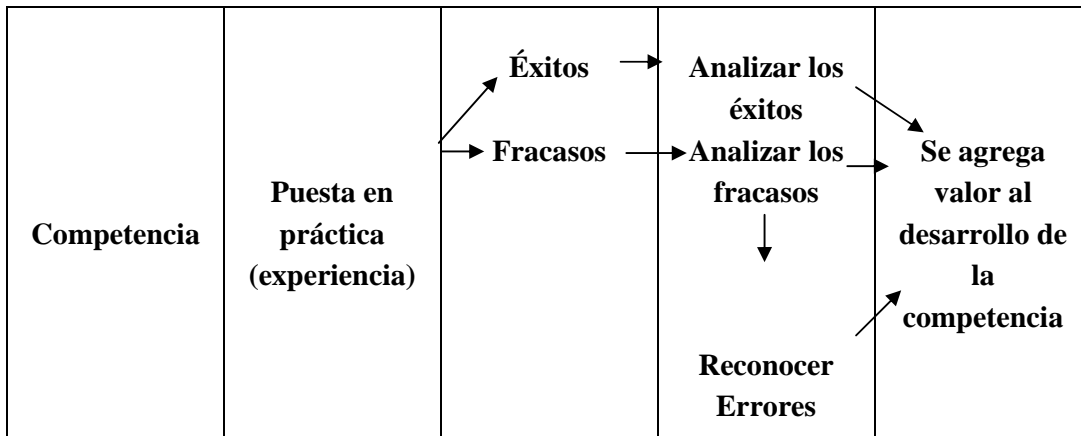 Competencia
Puesta en
práctica
(experiencia)
Éxitos
Fracasos
Analizar los
éxitos
Analizar los
fracasos
Reconocer
Errores
Se agrega
valor al
desarrollo de
la
competencia